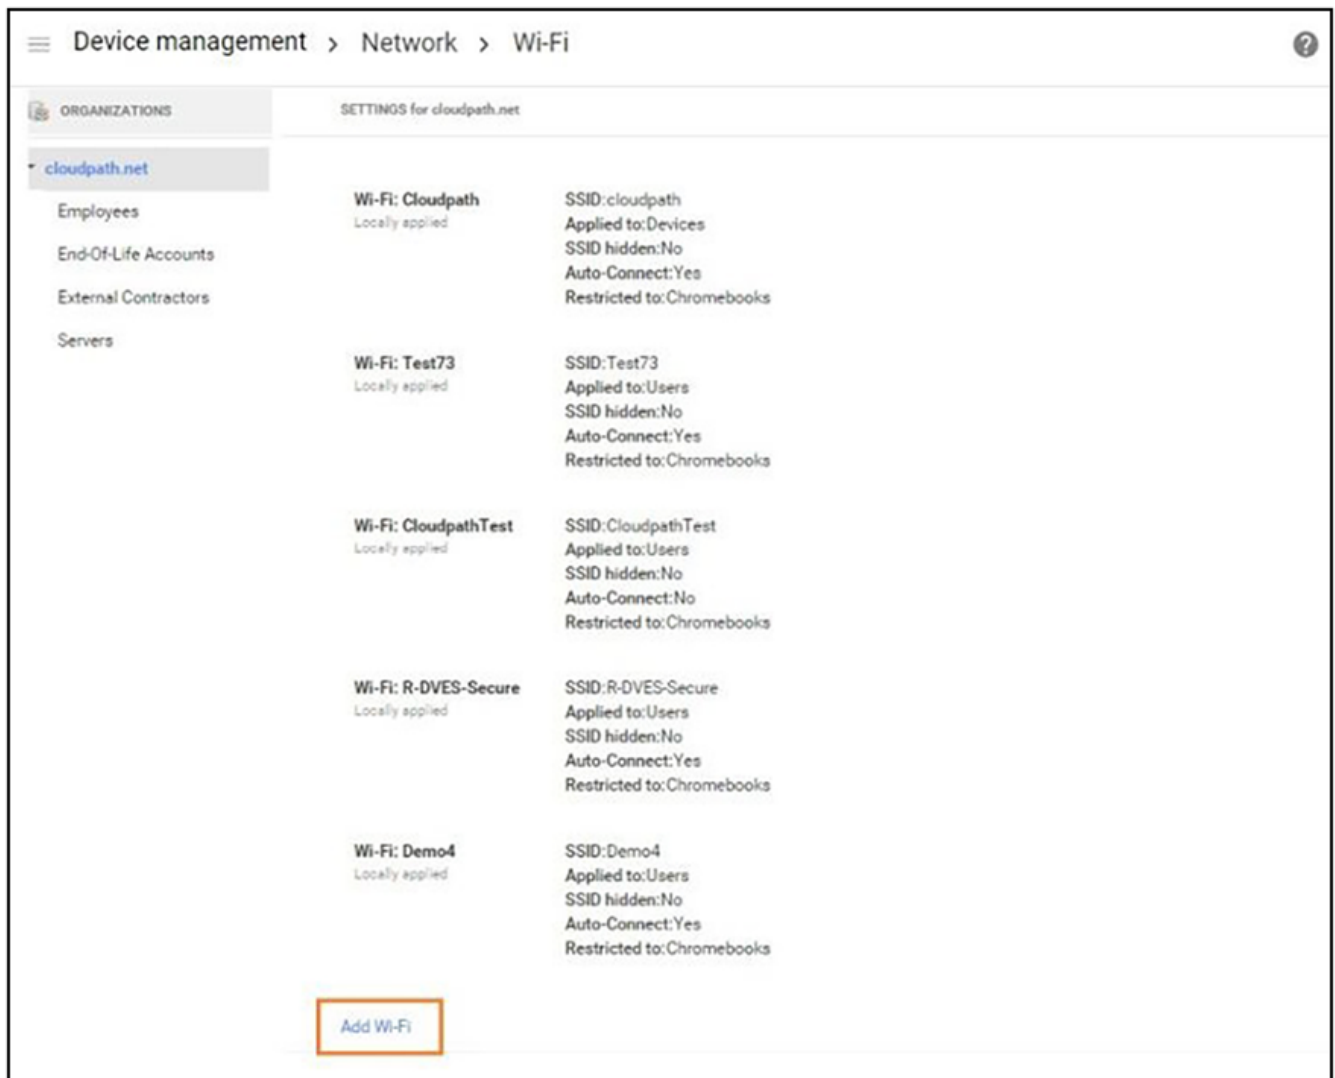 Device management > Network > Wi-Fi
ORGANIZATIONS
SETTINGS for cloudpath.net
cloudpath.net
Employees
End-Of-Life Accounts
External Contractors
Servers
Wi-Fi: Cloudpath
Locally applied
SSID:cloudpath
Applied to:Devices
SSID hidden:No
Auto-Connect:Yes
Restricted to:Chromebooks
Wi-Fi: Test73
Locally applied
SSID:Test73
Applied to:Users
SSID hidden:No
Auto-Connect:Yes
Restricted to:Chromebooks
Wi-Fi: CloudpathTest
Locally applied
SSID:CloudpathTest
Applied to:Users
SSID hidden:No
Auto-Connect:No
Restricted to:Chromebooks
Wi-Fi: R-DVES-Secure
Locally applied
SSID:R-DVES-Secure
Applied to:Users
SSID hidden:No
Auto-Connect:Yes
Restricted to:Chromebooks
Wi-Fi: Demo4
Locally applied
SSID:Demo4
Applied to:Users
SSID hidden:No
Auto-Connect:Yes
Restricted to:Chromebooks
Add Wi-Fi